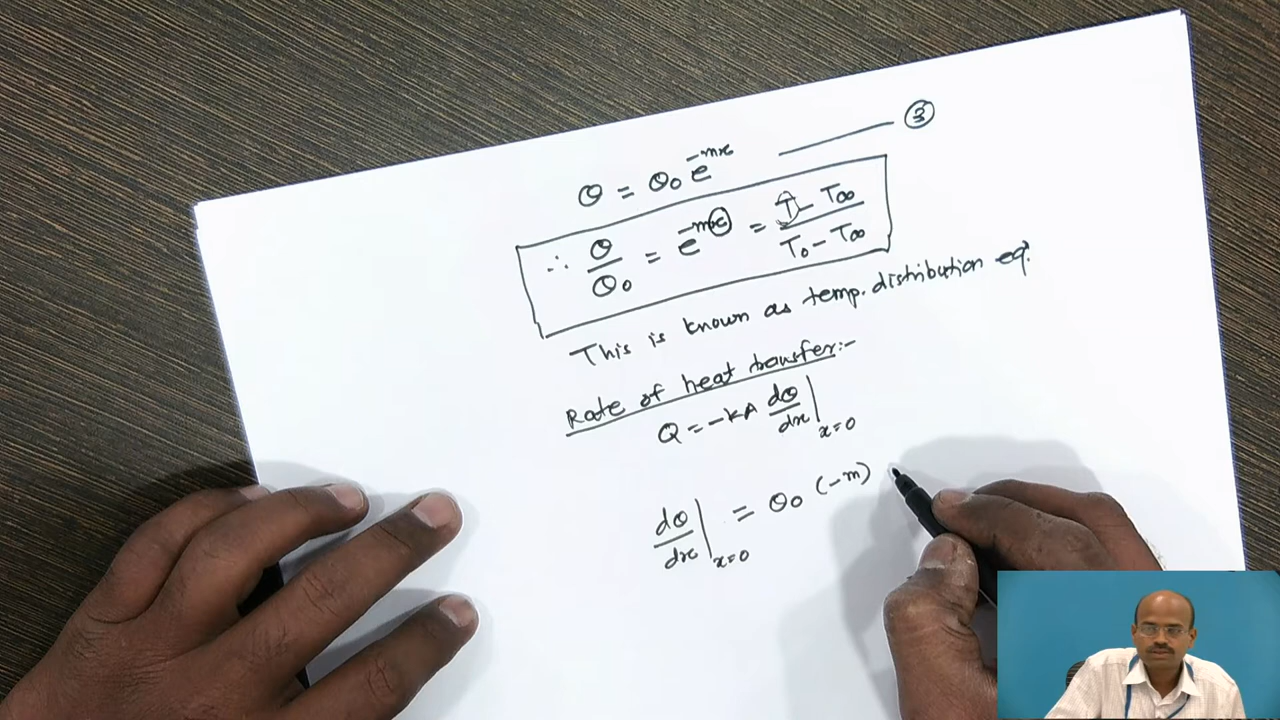 ③
θ = θ₀ e^{-mx}
∴ θ/θ₀ = e^{-mx} = (T - T∞)/(T₀ - T∞)
This is known as temp. distribution eq.
Rate of heat transfer:-
Q = -kA dθ/dx |_{x=0}
dθ/dx |_{x=0} = θ₀ (-m)